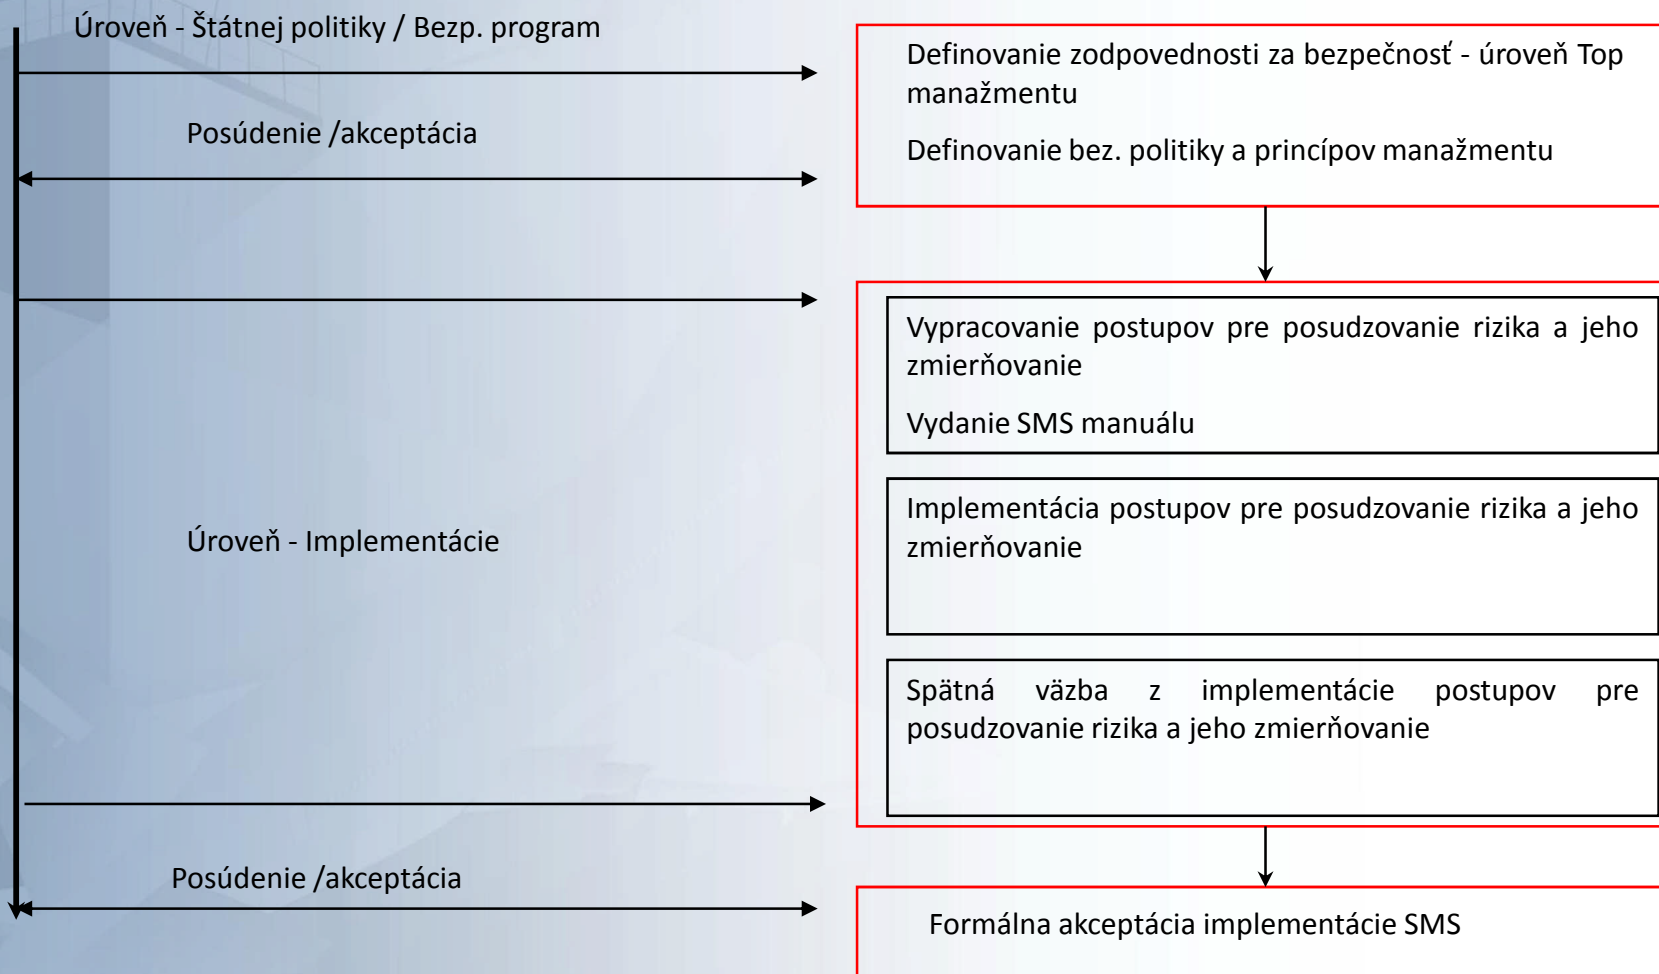 Úroveň - Štátnej politiky / Bezp. program
Definovanie zodpovednosti za bezpečnosť - úroveň Top
manažmentu
Posúdenie /akceptácia
Definovanie bez. politiky a princípov manažmentu
Vypracovanie postupov pre posudzovanie rizika a jeho
zmierňovanie
Vydanie SMS manuálu
Implementácia postupov pre posudzovanie rizika a jeho
zmierňovanie
Úroveň - Implementácie
Spätná väzba z implementácie postupov pre
posudzovanie rizika a jeho zmierňovanie
Posúdenie /akceptácia
Formálna akceptácia implementácie SMS